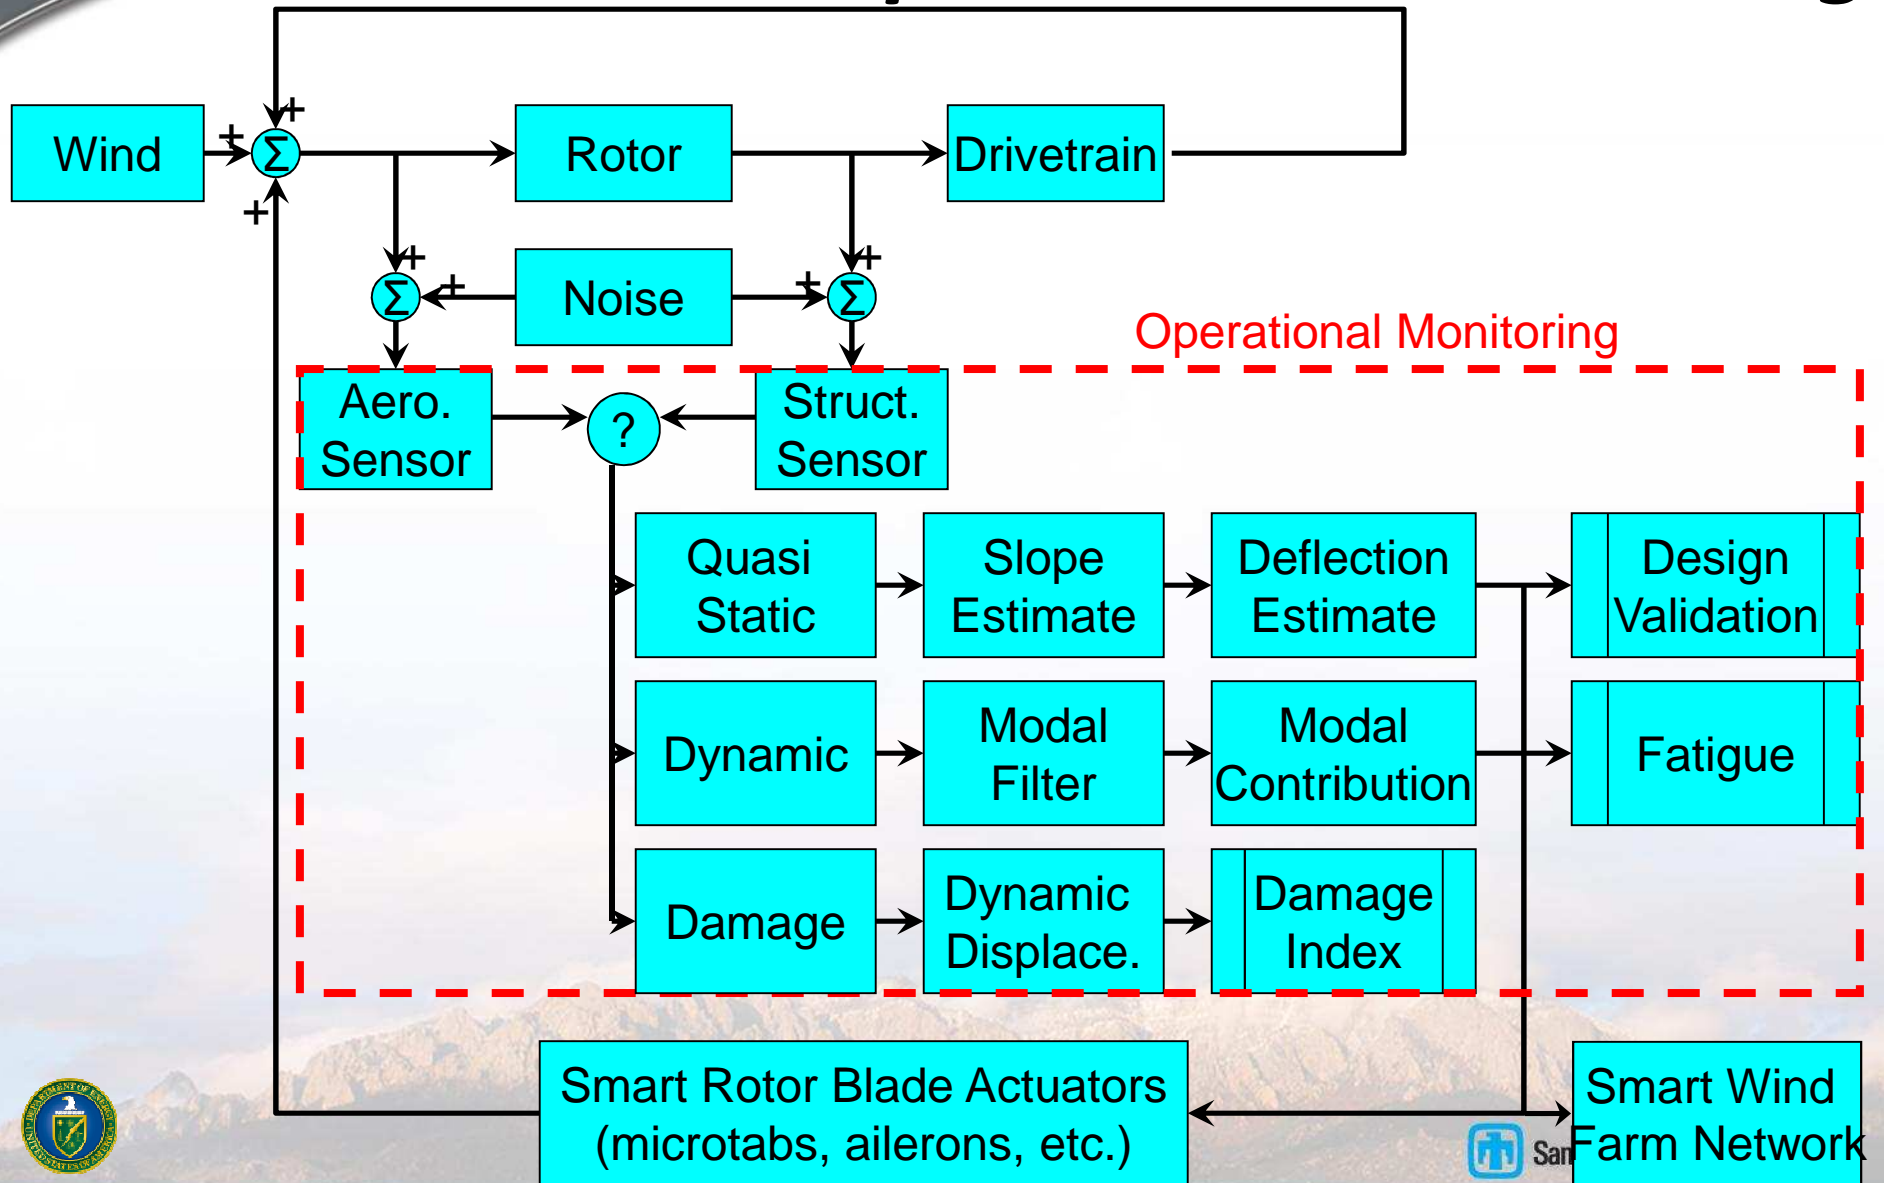 Wind
+
Σ
+
+
Rotor
Drivetrain
Σ
+
+
Noise
+
Σ
+
Operational Monitoring
Aero.
Sensor
?
Struct.
Sensor
Quasi
Static
Slope
Estimate
Deflection
Estimate
Design
Validation
Dynamic
Modal
Filter
Modal
Contribution
Fatigue
Damage
Dynamic
Displace.
Damage
Index
Smart Rotor Blade Actuators
(microtabs, ailerons, etc.)
Smart Wind
Farm Network
San